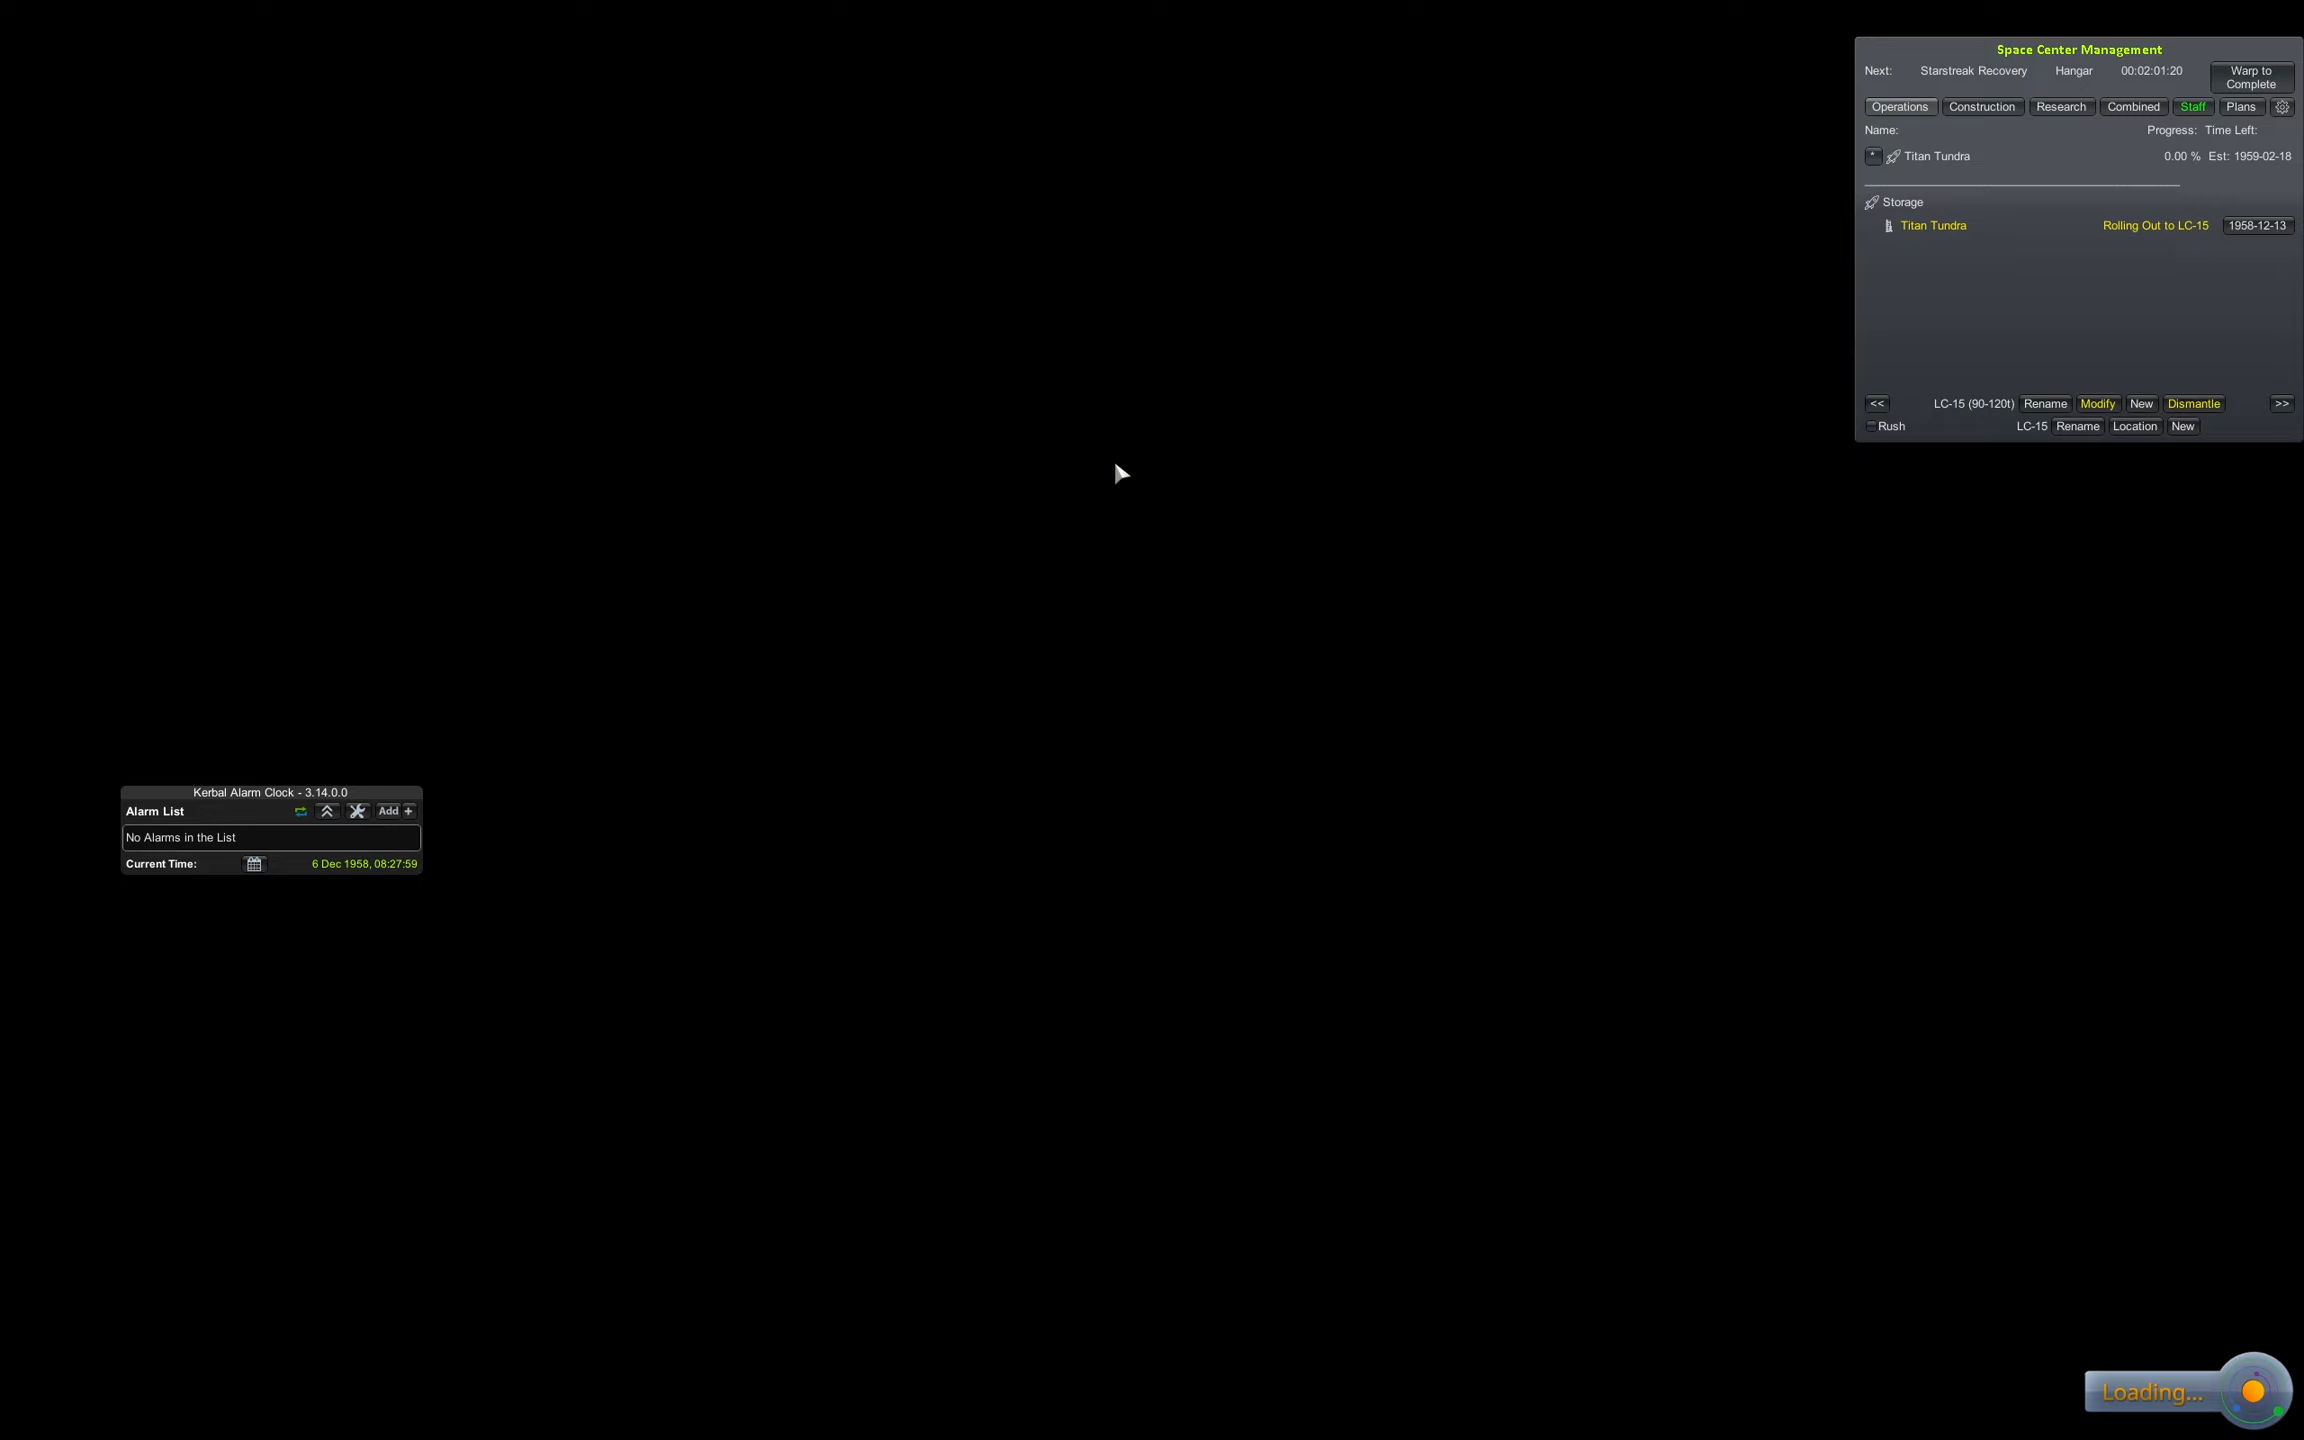 Space Center Management
Next: Starstreak Recovery Hangar 00:02:01:20 Warp to Complete
Operations Construction Research Combined Staff Plans
Name: Progress: Time Left:
* Titan Tundra 0.00 % Est: 1959-02-18
Storage
Titan Tundra Rolling Out to LC-15 1958-12-13
<< LC-15 (90-120t) Rename Modify New Dismantle >>
Rush LC-15 Rename Location New
Kerbal Alarm Clock - 3.14.0.0
Alarm List Add +
No Alarms in the List
Current Time: 6 Dec 1958, 08:27:59
Loading...